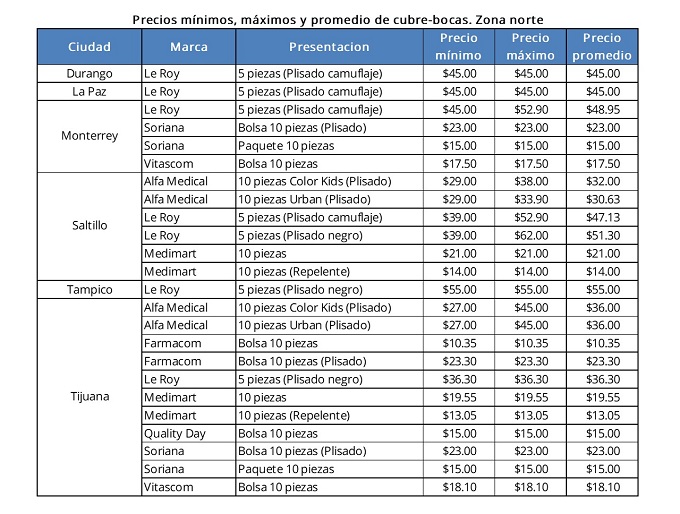 Precios mínimos, máximos y promedio de cubre-bocas. Zona norte
Ciudad Marca Presentacion Precio mínimo Precio máximo Precio promedio
Durango Le Roy 5 piezas (Plisado camuflaje) $45.00 $45.00 $45.00
La Paz Le Roy 5 piezas (Plisado camuflaje) $45.00 $45.00 $45.00
Monterrey Le Roy 5 piezas (Plisado camuflaje) $45.00 $52.90 $48.95
Soriana Bolsa 10 piezas (Plisado) $23.00 $23.00 $23.00
Soriana Paquete 10 piezas $15.00 $15.00 $15.00
Vitascom Bolsa 10 piezas $17.50 $17.50 $17.50
Saltillo Alfa Medical 10 piezas Color Kids (Plisado) $29.00 $38.00 $32.00
Alfa Medical 10 piezas Urban (Plisado) $29.00 $33.90 $30.63
Le Roy 5 piezas (Plisado camuflaje) $39.00 $52.90 $47.13
Le Roy 5 piezas (Plisado negro) $39.00 $62.00 $51.30
Medimart 10 piezas $21.00 $21.00 $21.00
Medimart 10 piezas (Repelente) $14.00 $14.00 $14.00
Tampico Le Roy 5 piezas (Plisado negro) $55.00 $55.00 $55.00
Tijuana Alfa Medical 10 piezas Color Kids (Plisado) $27.00 $45.00 $36.00
Alfa Medical 10 piezas Urban (Plisado) $27.00 $45.00 $36.00
Farmacom Bolsa 10 piezas $10.35 $10.35 $10.35
Farmacom Bolsa 10 piezas (Plisado) $23.30 $23.30 $23.30
Le Roy 5 piezas (Plisado negro) $36.30 $36.30 $36.30
Medimart 10 piezas $19.55 $19.55 $19.55
Medimart 10 piezas (Repelente) $13.05 $13.05 $13.05
Quality Day Bolsa 10 piezas $15.00 $15.00 $15.00
Soriana Bolsa 10 piezas (Plisado) $23.00 $23.00 $23.00
Soriana Paquete 10 piezas $15.00 $15.00 $15.00
Vitascom Bolsa 10 piezas $18.10 $18.10 $18.10